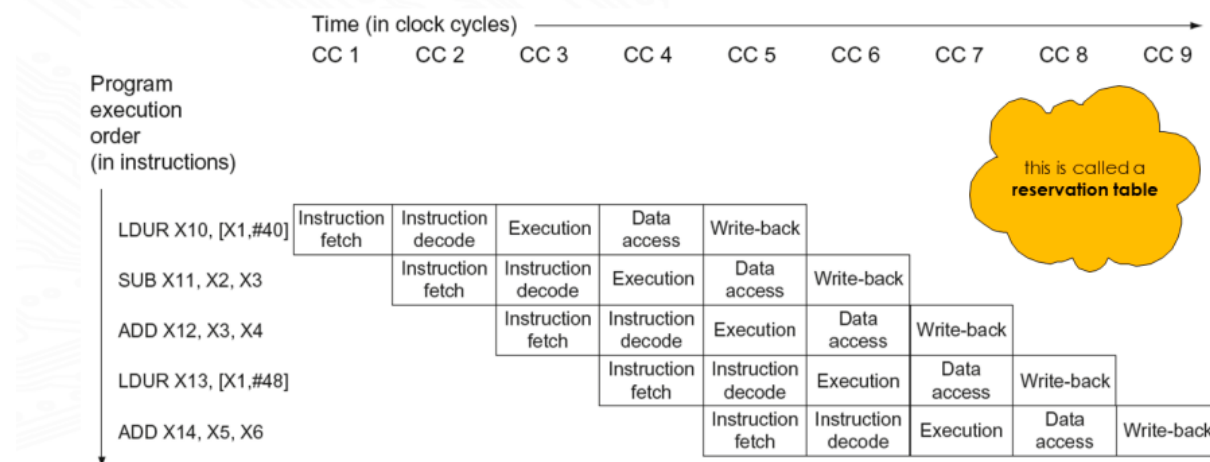 Time (in clock cycles)
CC 1 CC 2 CC 3 CC 4 CC 5 CC 6 CC 7 CC 8 CC 9
Program
execution
order
(in instructions)
this is called a
reservation table
LDUR X10, [X1,#40] Instruction fetch Instruction decode Execution Data access Write-back
SUB X11, X2, X3 Instruction fetch Instruction decode Execution Data access Write-back
ADD X12, X3, X4 Instruction fetch Instruction decode Execution Data access Write-back
LDUR X13, [X1,#48] Instruction fetch Instruction decode Execution Data access Write-back
ADD X14, X5, X6 Instruction fetch Instruction decode Execution Data access Write-back